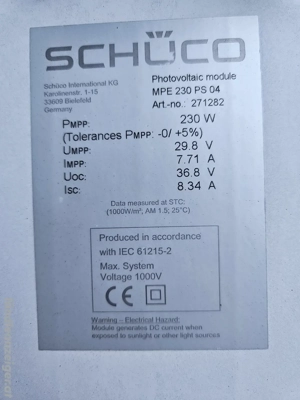 SCHÜCO
Schüco International KG
Karolinenstr. 1-15
33609 Bielefeld
Germany
Photovoltaic module
MPE 230 PS 04
Art.-no.: 271282
PMPP: 230 W
(Tolerances PMPP: -0/ +5%)
UMPP: 29.8 V
IMPP: 7.71 A
Uoc: 36.8 V
Isc: 8.34 A
Data measured at STC:
(1000W/m²; AM 1.5; 25°C)
Produced in accordance
with IEC 61215-2
Max. System
Voltage 1000V
CE
Warning – Electrical Hazard:
Module generates DC current when
exposed to sunlight or other light sources